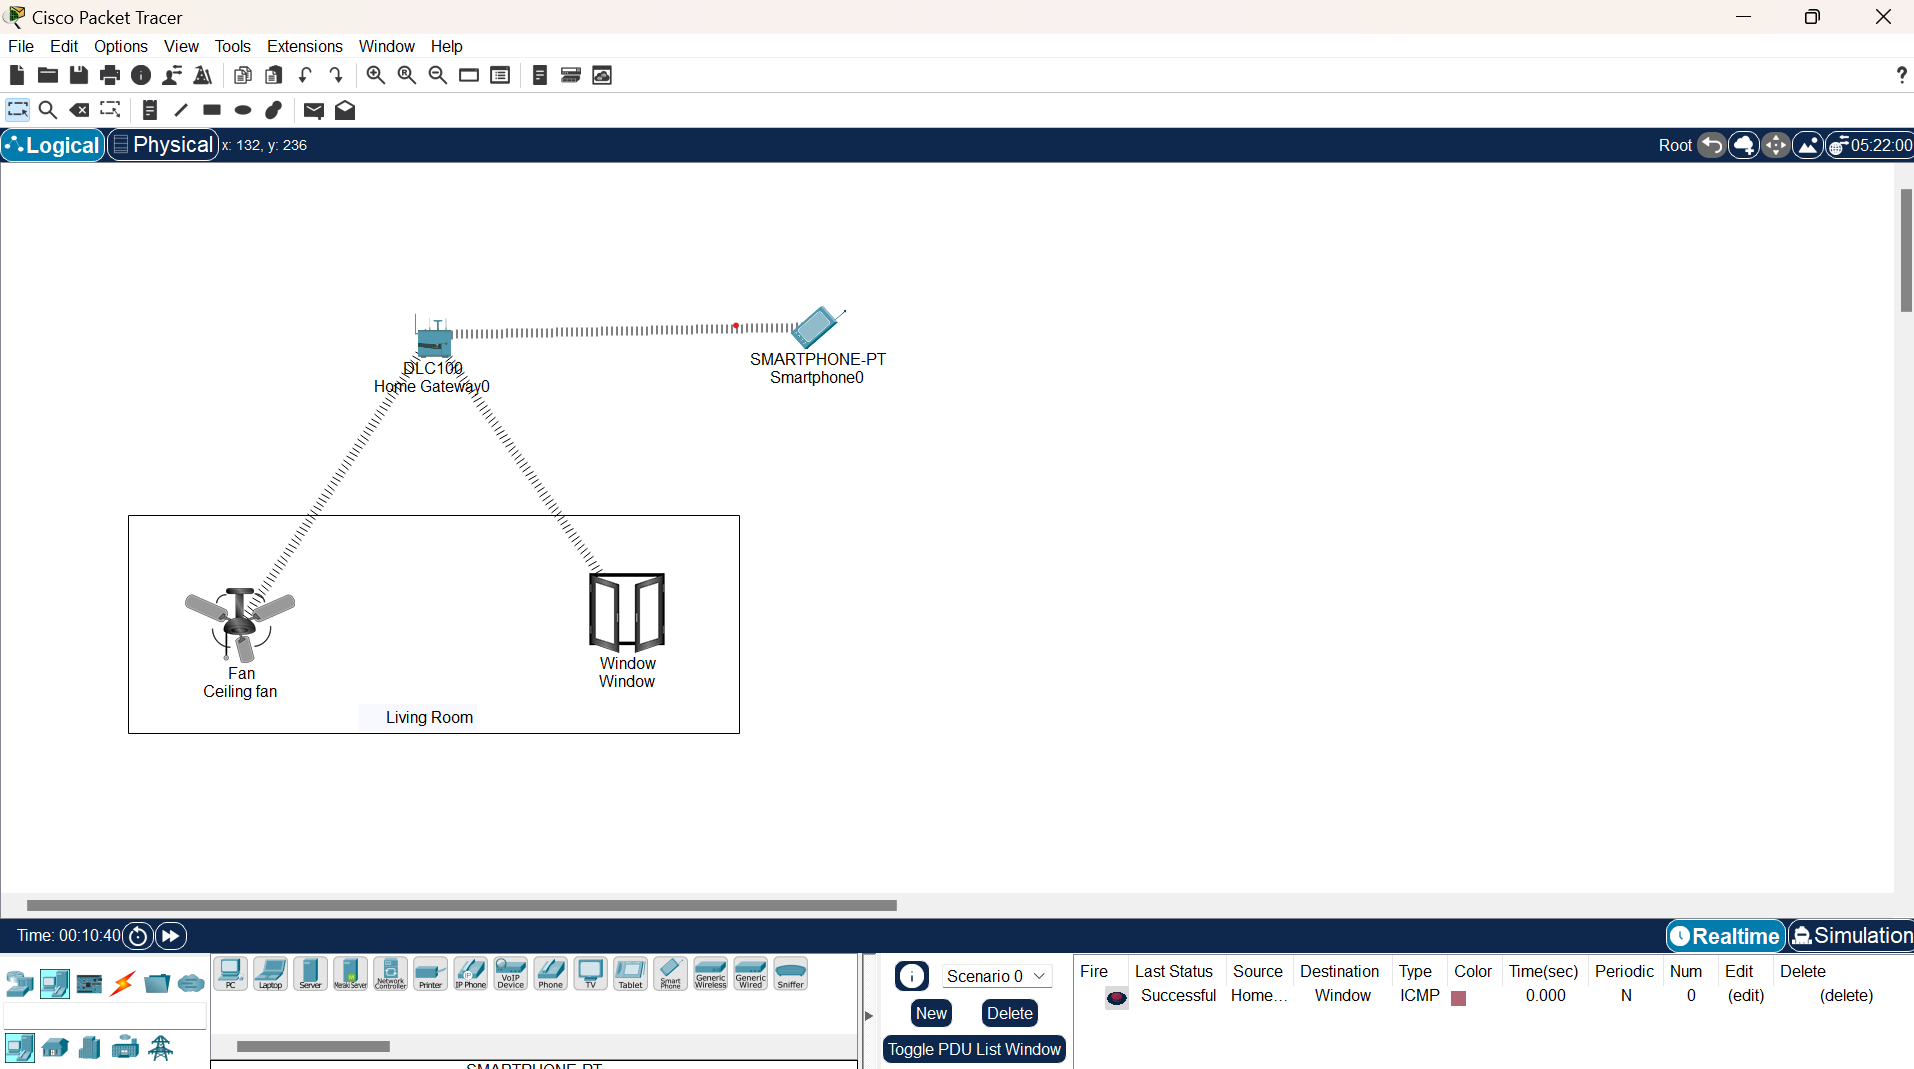 Cisco Packet Tracer
File Edit Options View Tools Extensions Window Help
?
Logical Physical x: 132, y: 236 Root 05:22:00
DLC100
Home Gateway0
SMARTPHONE-PT
Smartphone0
Fan
Ceiling fan
Window
Window
Living Room
Time: 00:10:40 Realtime Simulation
PC Laptop Server Meraki Server Network Controller Printer IP Phone VoIP Device Phone TV Tablet Smart Phone Generic Wireless Generic Wired Sniffer
SMARTPHONE-PT
Scenario 0
New Delete
Toggle PDU List Window
Fire Last Status Source Destination Type Color Time(sec) Periodic Num Edit Delete
Successful Home... Window ICMP 0.000 N 0 (edit) (delete)